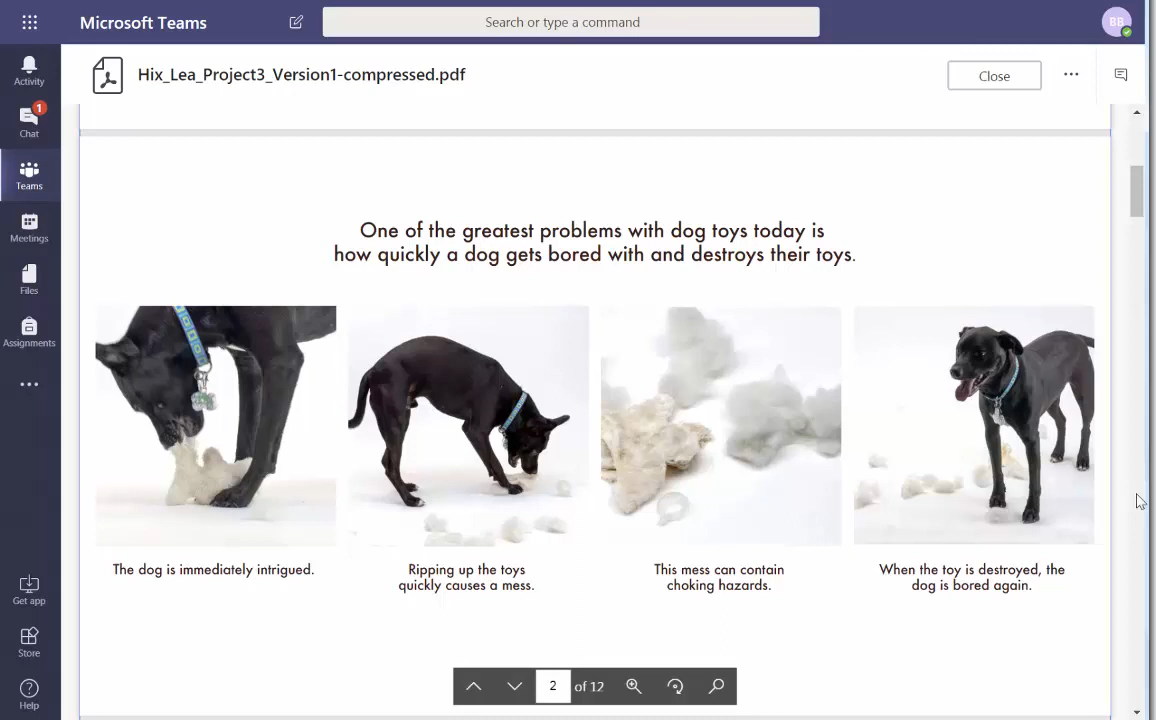 Microsoft Teams
Search or type a command
BB
Activity
Hix_Lea_Project3_Version1-compressed.pdf
Close
1
Chat
Teams
Meetings
Files
Assignments
Get app
Store
Help
One of the greatest problems with dog toys today is
how quickly a dog gets bored with and destroys their toys.
The dog is immediately intrigued.
Ripping up the toys
quickly causes a mess.
This mess can contain
choking hazards.
When the toy is destroyed, the
dog is bored again.
2 of 12